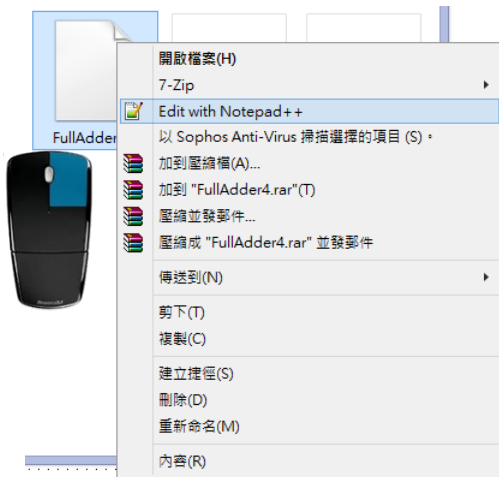 FullAdder
開啟檔案(H)
7-Zip
Edit with Notepad++
以 Sophos Anti-Virus 掃描選擇的項目 (S)。
加到壓縮檔(A)...
加到 "FullAdder4.rar"(T)
壓縮並發郵件...
壓縮成 "FullAdder4.rar" 並發郵件
傳送到(N)
剪下(T)
複製(C)
建立捷徑(S)
刪除(D)
重新命名(M)
內容(R)